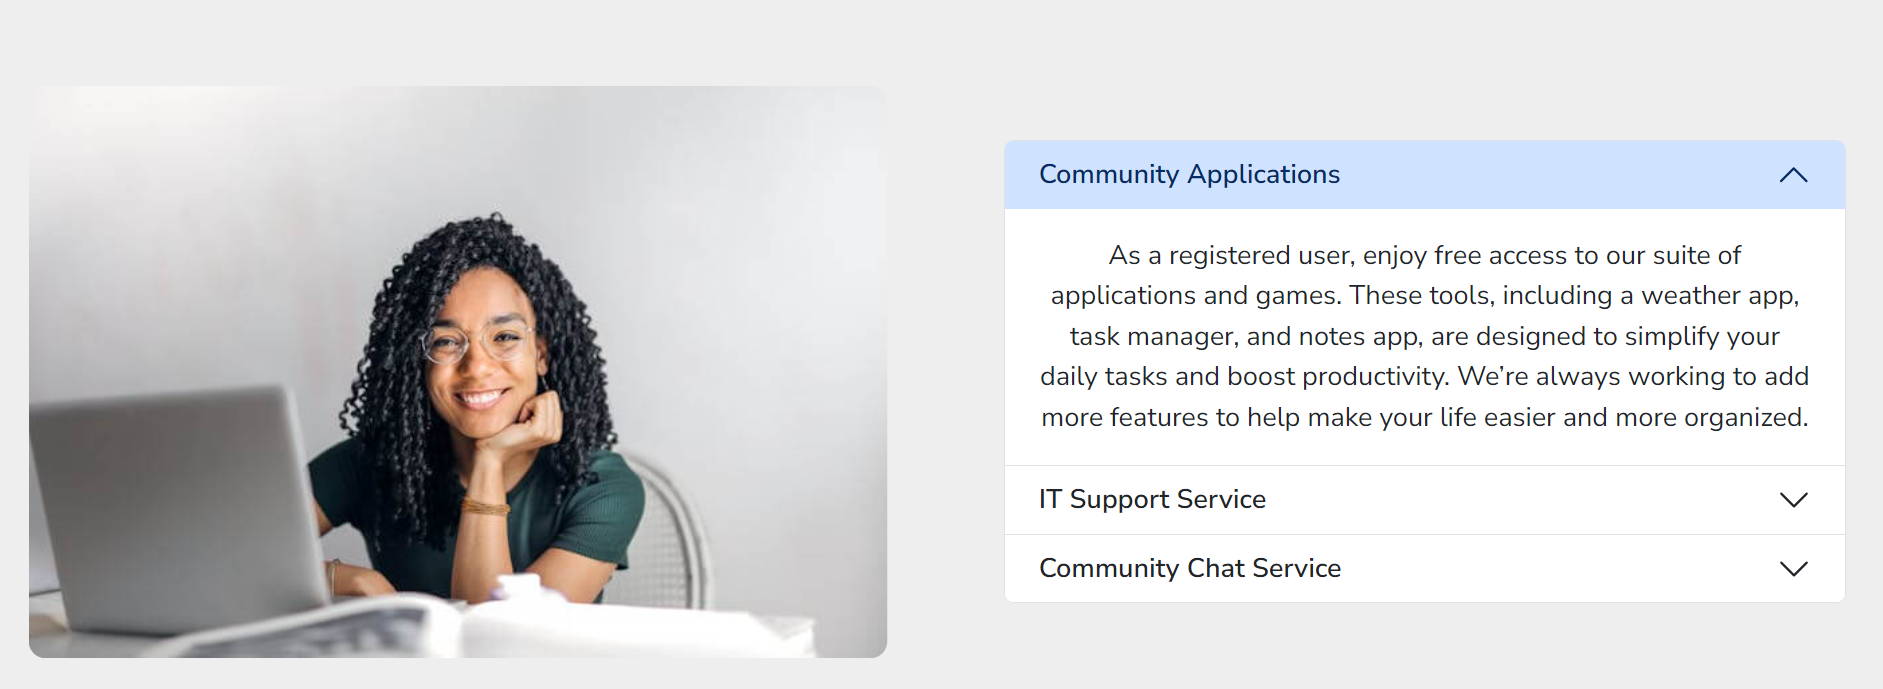 Community Applications
As a registered user, enjoy free access to our suite of
applications and games. These tools, including a weather app,
task manager, and notes app, are designed to simplify your
daily tasks and boost productivity. We’re always working to add
more features to help make your life easier and more organized.
IT Support Service
Community Chat Service